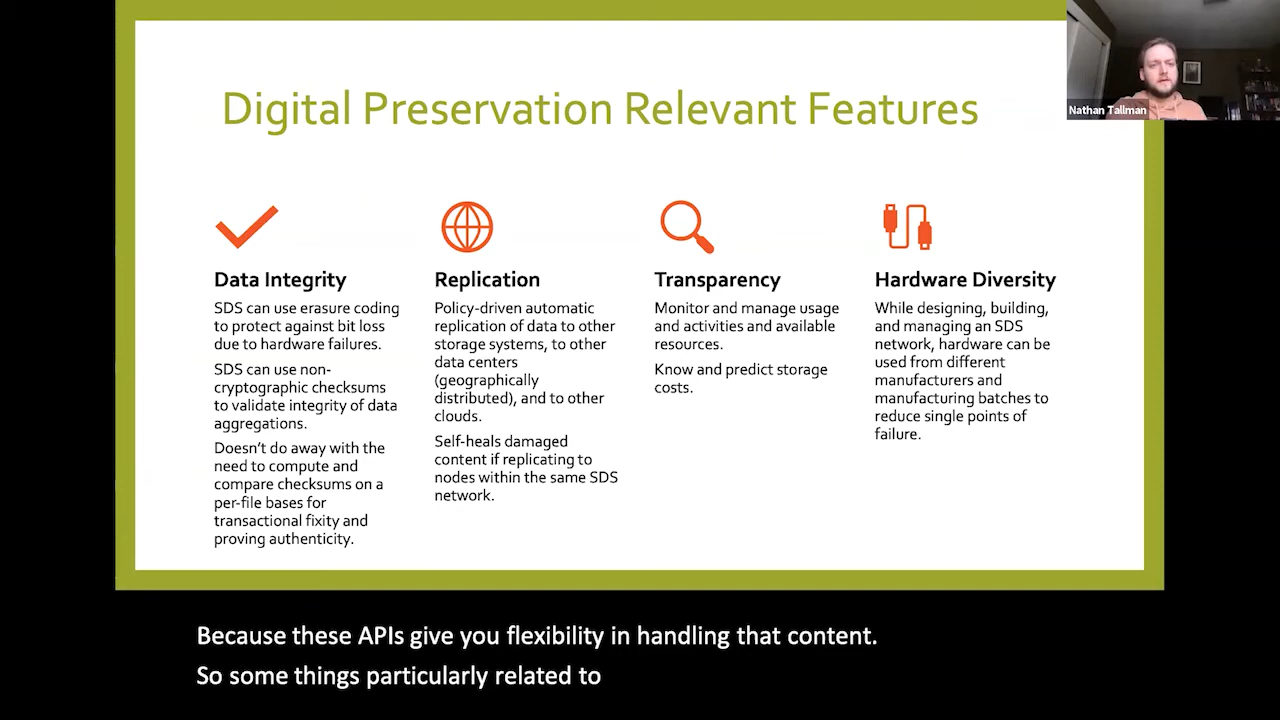 Digital Preservation Relevant Features
Nathan Tallman
Data Integrity
SDS can use erasure coding
to protect against bit loss
due to hardware failures.
SDS can use non-
cryptographic checksums
to validate integrity of data
aggregations.
Doesn't do away with the
need to compute and
compare checksums on a
per-file bases for
transactional fixity and
proving authenticity.
Replication
Policy-driven automatic
replication of data to other
storage systems, to other
data centers
(geographically
distributed), and to other
clouds.
Self-heals damaged
content if replicating to
nodes within the same SDS
network.
Transparency
Monitor and manage usage
and activities and available
resources.
Know and predict storage
costs.
Hardware Diversity
While designing, building,
and managing an SDS
network, hardware can be
used from different
manufacturers and
manufacturing batches to
reduce single points of
failure.
Because these APIs give you flexibility in handling that content.
So some things particularly related to